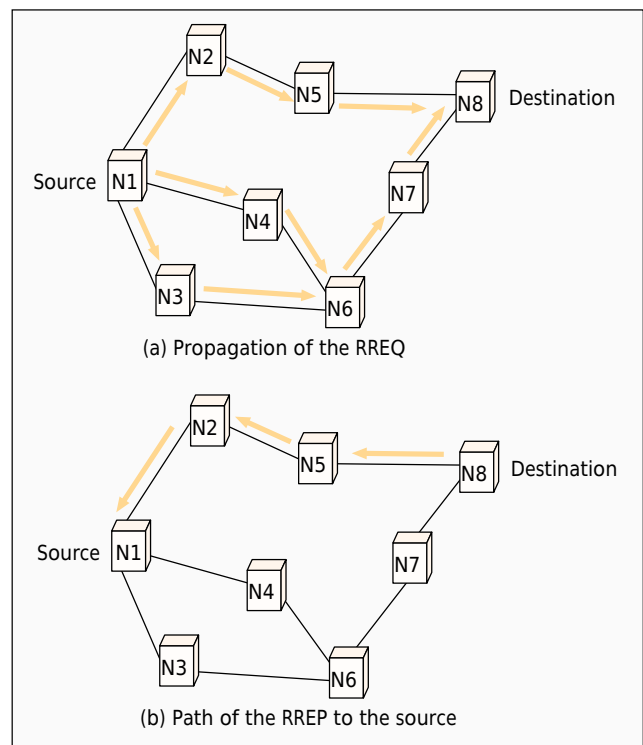 N2
N5
N8
Destination
Source
N1
N7
N4
N3
N6
(a) Propagation of the RREQ
N2
N5
N8
Destination
Source
N1
N7
N4
N3
N6
(b) Path of the RREP to the source